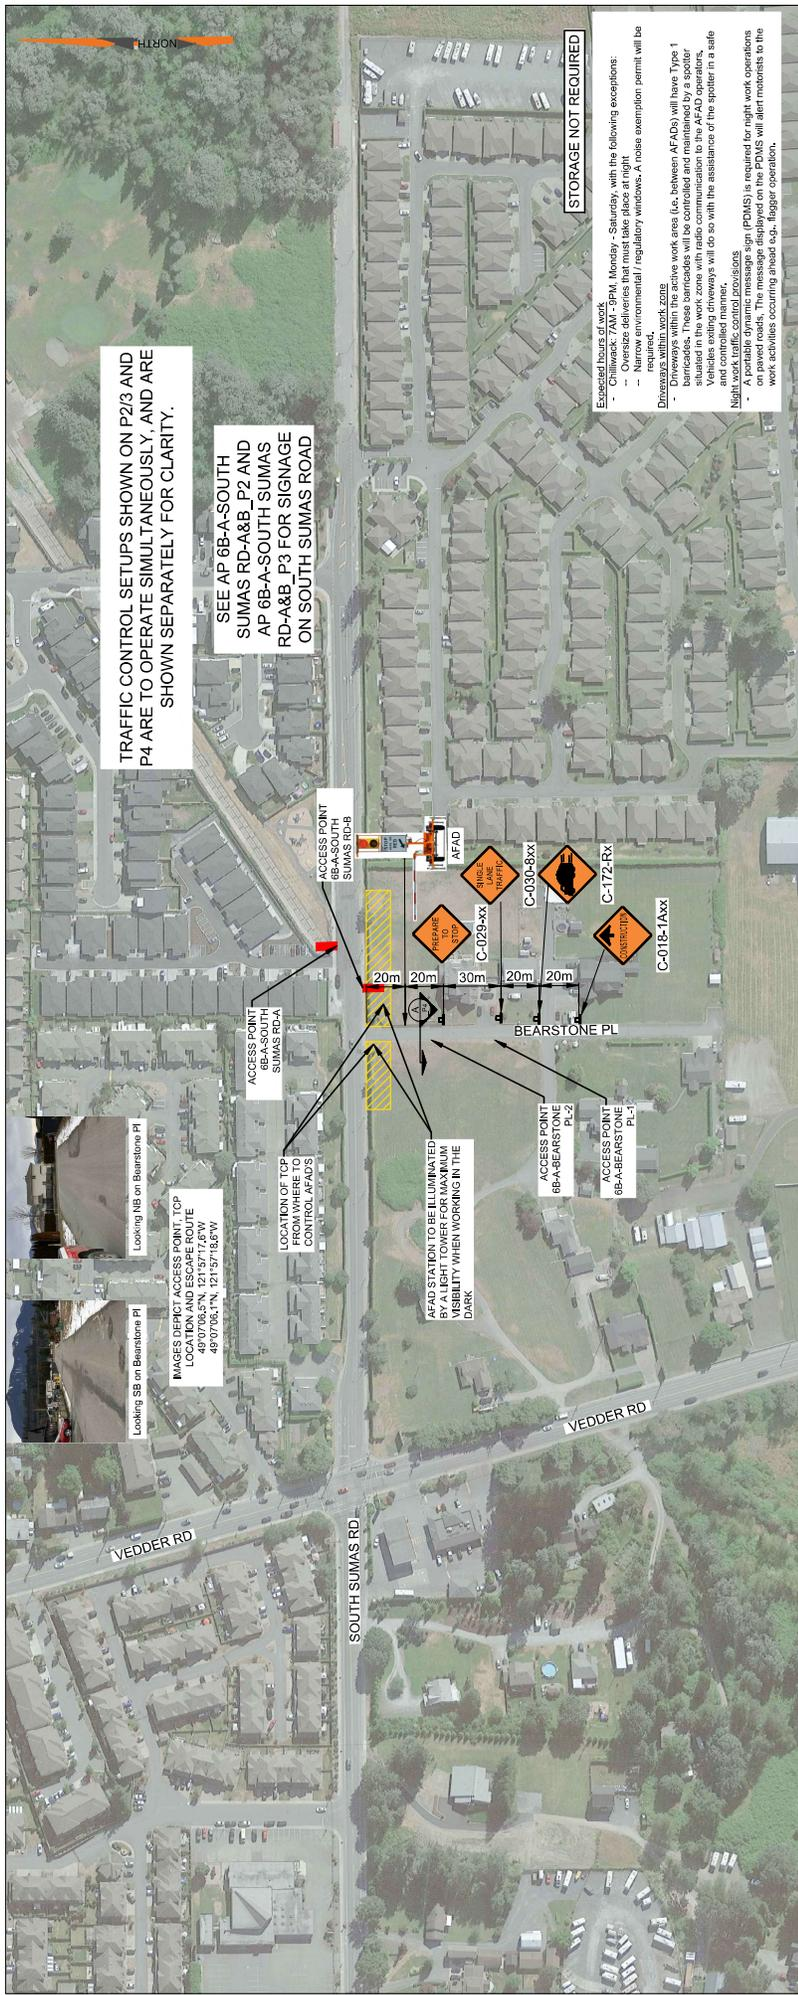 NORTH
TRAFFIC CONTROL SETUPS SHOWN ON P2/3 AND
P4 ARE TO OPERATE SIMULTANEOUSLY, AND ARE
SHOWN SEPARATELY FOR CLARITY.
SEE AP 6B-A-SOUTH
SUMAS RD-A&B_P2 AND
AP 6B-A-SOUTH SUMAS
RD-A&B_P3 FOR SIGNAGE
ON SOUTH SUMAS ROAD
STORAGE NOT REQUIRED
Expected hours of work
- Chilliwack: 7AM - 9PM, Monday - Saturday, with the following exceptions:
-- Oversize deliveries that must take place at night
-- Narrow environmental / regulatory windows. A noise exemption permit will be
required.
Driveways within work zone
- Driveways within the active work area (i.e. between AFADs) will have Type 1
barricades. These barricades will be controlled and maintained by a spotter
situated in the work zone with radio communication to the AFAD operators.
Vehicles exiting driveways will do so with the assistance of the spotter in a safe
and controlled manner.
Night work traffic control provisions
- A portable dynamic message sign (PDMS) is required for night work operations
on paved roads. The message displayed on the PDMS will alert motorists to the
work activities occurring ahead e.g., flagger operation.
Looking SB on Bearstone Pl
Looking NB on Bearstone Pl
IMAGES DEPICT ACCESS POINT, TCP
LOCATION AND ESCAPE ROUTE
49°07'06.5"N, 121°57'17.6"W
49°07'06.1"N, 121°57'18.6"W
ACCESS POINT
6B-A-SOUTH
SUMAS RD-A
ACCESS POINT
6B-A-SOUTH
SUMAS RD-B
LOCATION OF TCP
FROM WHERE TO
CONTROL AFAD'S
AFAD STATION TO BE ILLUMINATED
BY A LIGHT TOWER FOR MAXIMUM
VISIBILITY WHEN WORKING IN THE
DARK
AFAD
PREPARE
TO
STOP
C-029-xx
SINGLE
LANE
TRAFFIC
C-030-8xx
C-172-Rx
CONSTRUCTION
C-018-1Axx
20m
20m
30m
20m
20m
A
P4
BEARSTONE PL
ACCESS POINT
6B-A-BEARSTONE
PL-2
ACCESS POINT
6B-A-BEARSTONE
PL-1
VEDDER RD
SOUTH SUMAS RD
VEDDER RD